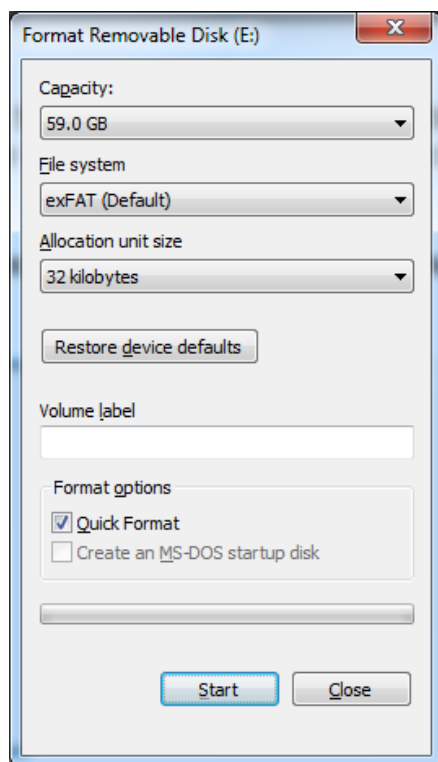 Format Removable Disk (E:)
Capacity:
59.0 GB
File system
exFAT (Default)
Allocation unit size
32 kilobytes
Restore device defaults
Volume label
Format options
Quick Format
Create an MS-DOS startup disk
Start
Close